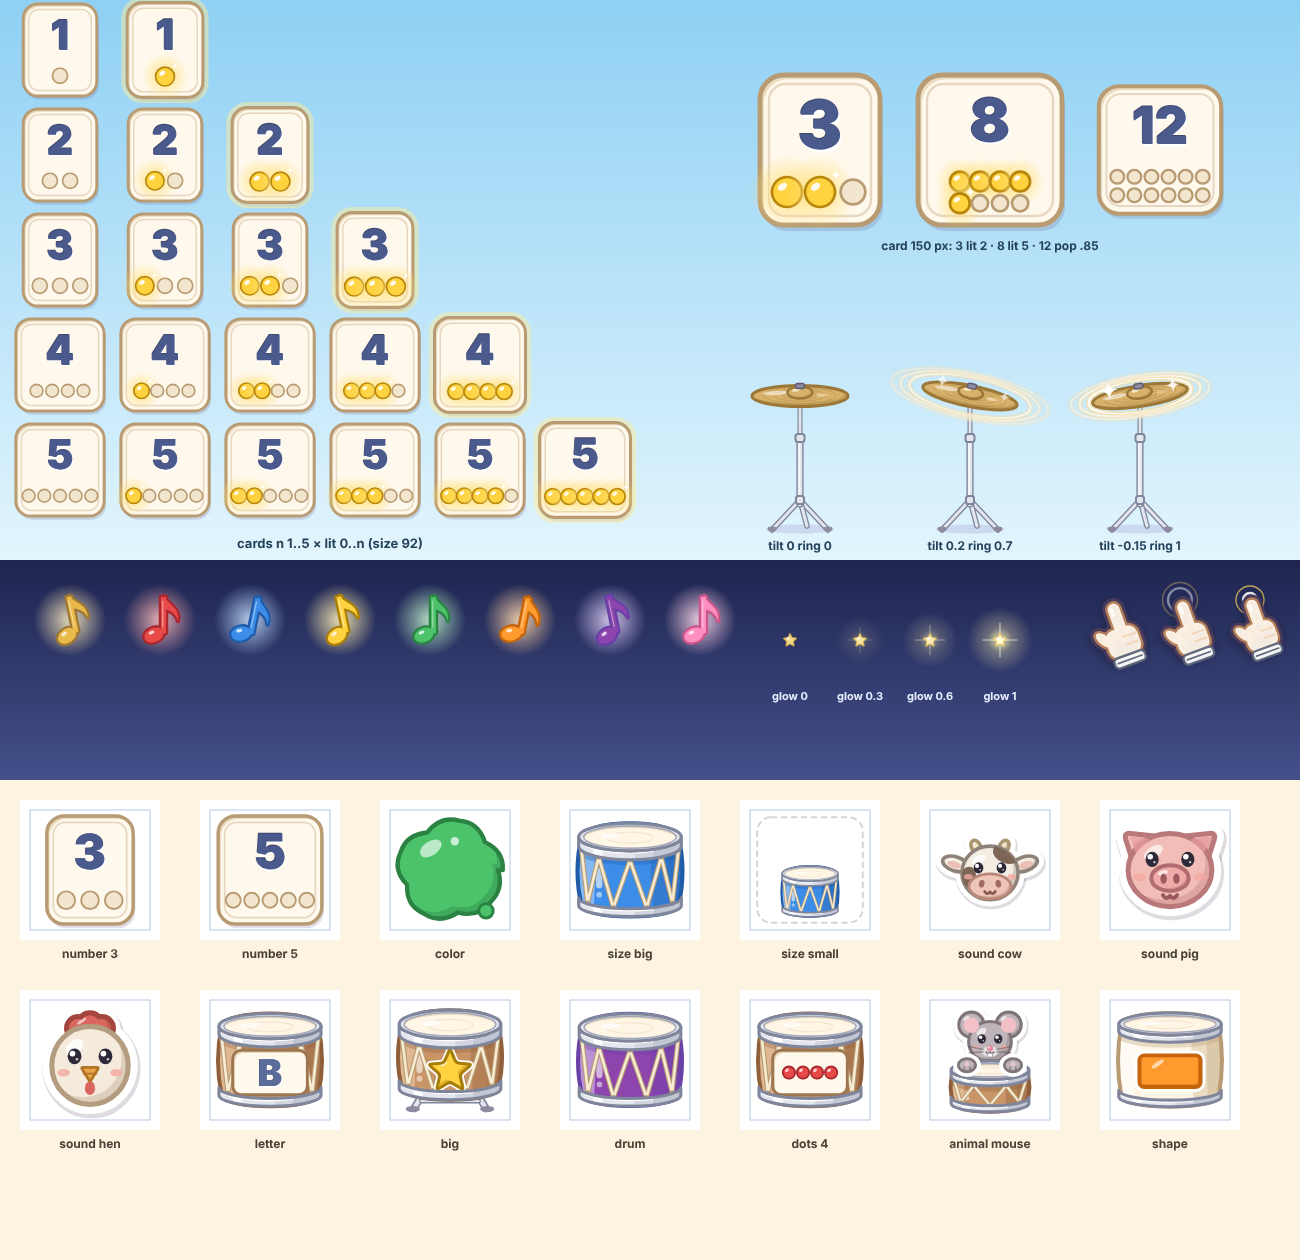 1 1
2 2 2
3 3 3 3
4 4 4 4 4
5 5 5 5 5 5
cards n 1..5 × lit 0..n (size 92)
3 8 12
card 150 px: 3 lit 2 · 8 lit 5 · 12 pop .85
tilt 0 ring 0 tilt 0.2 ring 0.7 tilt -0.15 ring 1
glow 0 glow 0.3 glow 0.6 glow 1
3 5
number 3 number 5 color size big size small sound cow sound pig
B
sound hen letter big drum dots 4 animal mouse shape